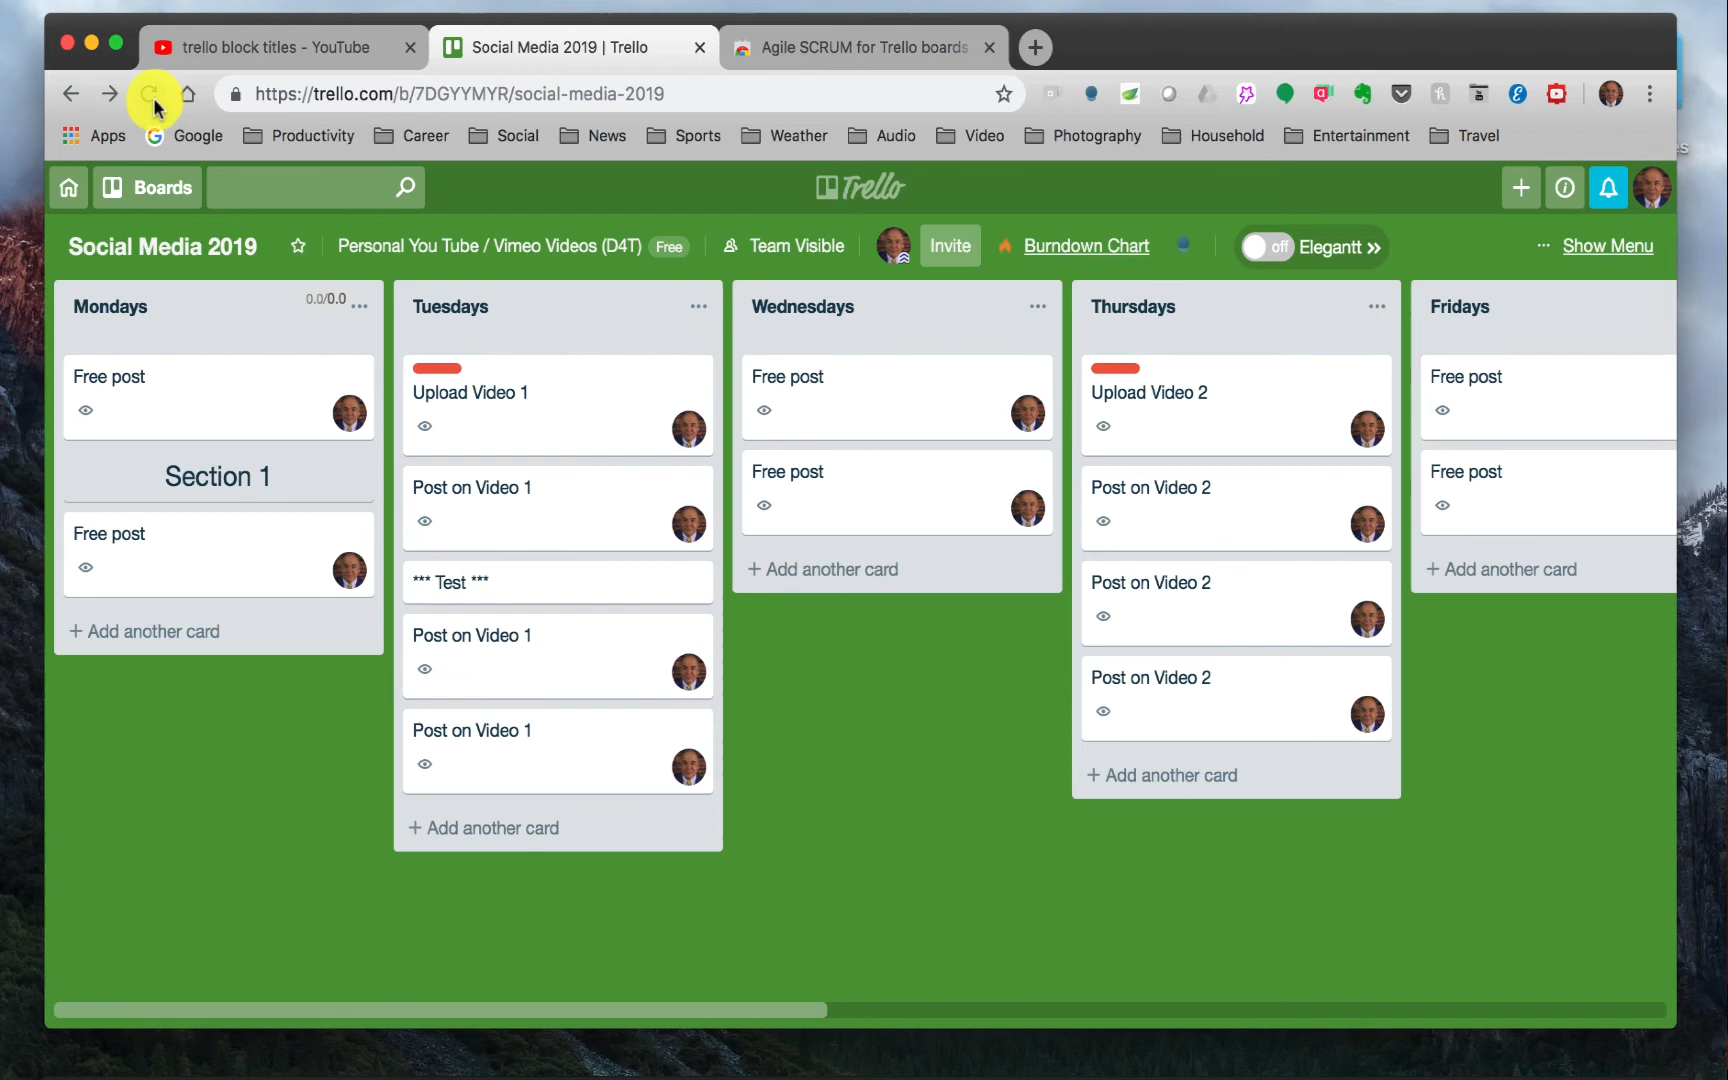 trello block titles - YouTube
Social Media 2019 | Trello
Agile SCRUM for Trello boards
https://trello.com/b/7DGYYMYR/social-media-2019
Apps
Google
Productivity
Career
Social
News
Sports
Weather
Audio
Video
Photography
Household
Entertainment
Travel
Boards
Trello
Social Media 2019
Personal You Tube / Vimeo Videos (D4T)
Free
Team Visible
Invite
Burndown Chart
off
Elegantt »
··· Show Menu
Mondays
0.0/0.0
Free post
Section 1
Free post
+ Add another card
Tuesdays
Upload Video 1
Post on Video 1
*** Test ***
Post on Video 1
Post on Video 1
+ Add another card
Wednesdays
Free post
Free post
+ Add another card
Thursdays
Upload Video 2
Post on Video 2
Post on Video 2
Post on Video 2
+ Add another card
Fridays
Free post
Free post
+ Add another card